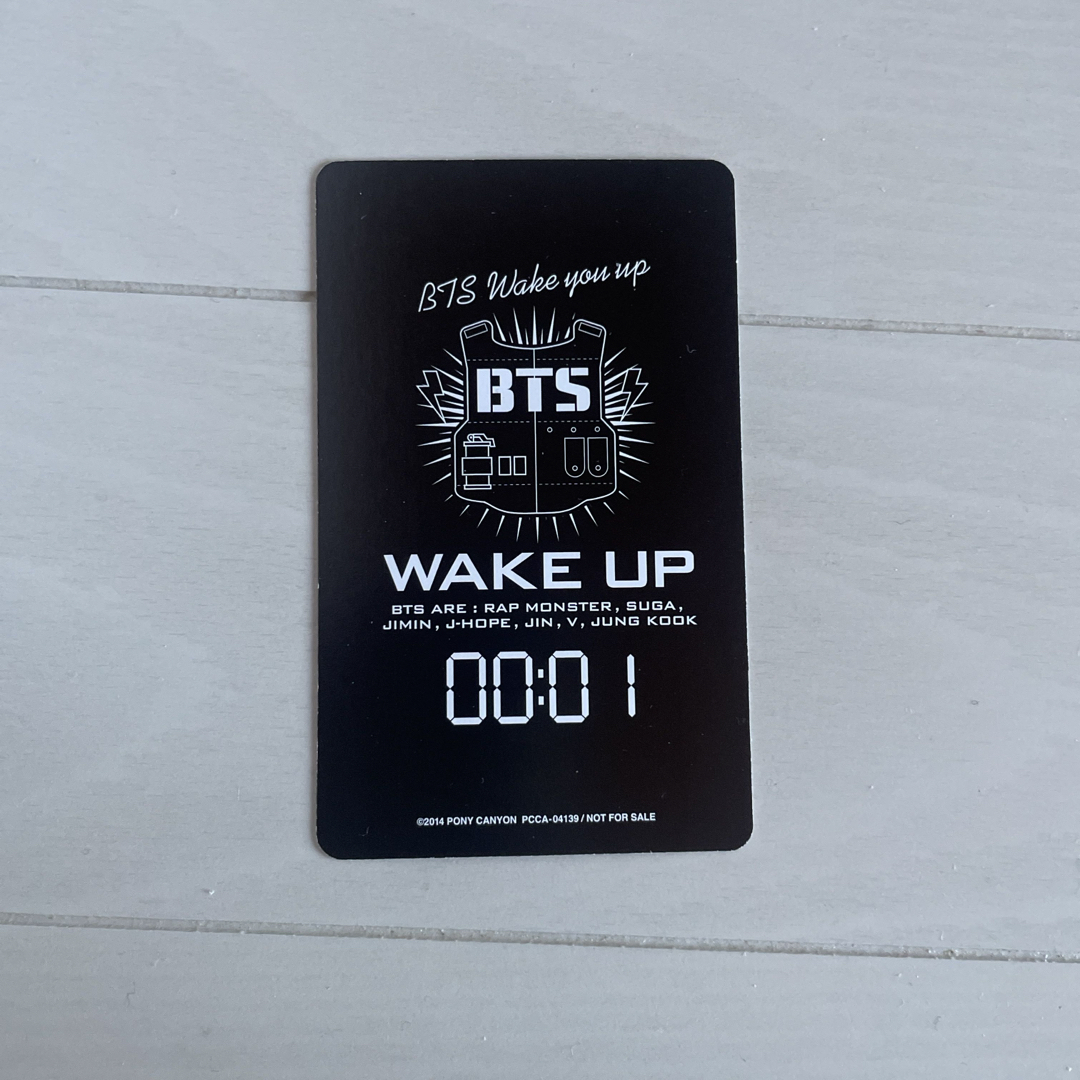 BTS Wake you up
BTS
WAKE UP
BTS ARE : RAP MONSTER, SUGA,
JIMIN, J-HOPE, JIN, V, JUNG KOOK
00:01
©2014 PONY CANYON PCCA-04139 / NOT FOR SALE